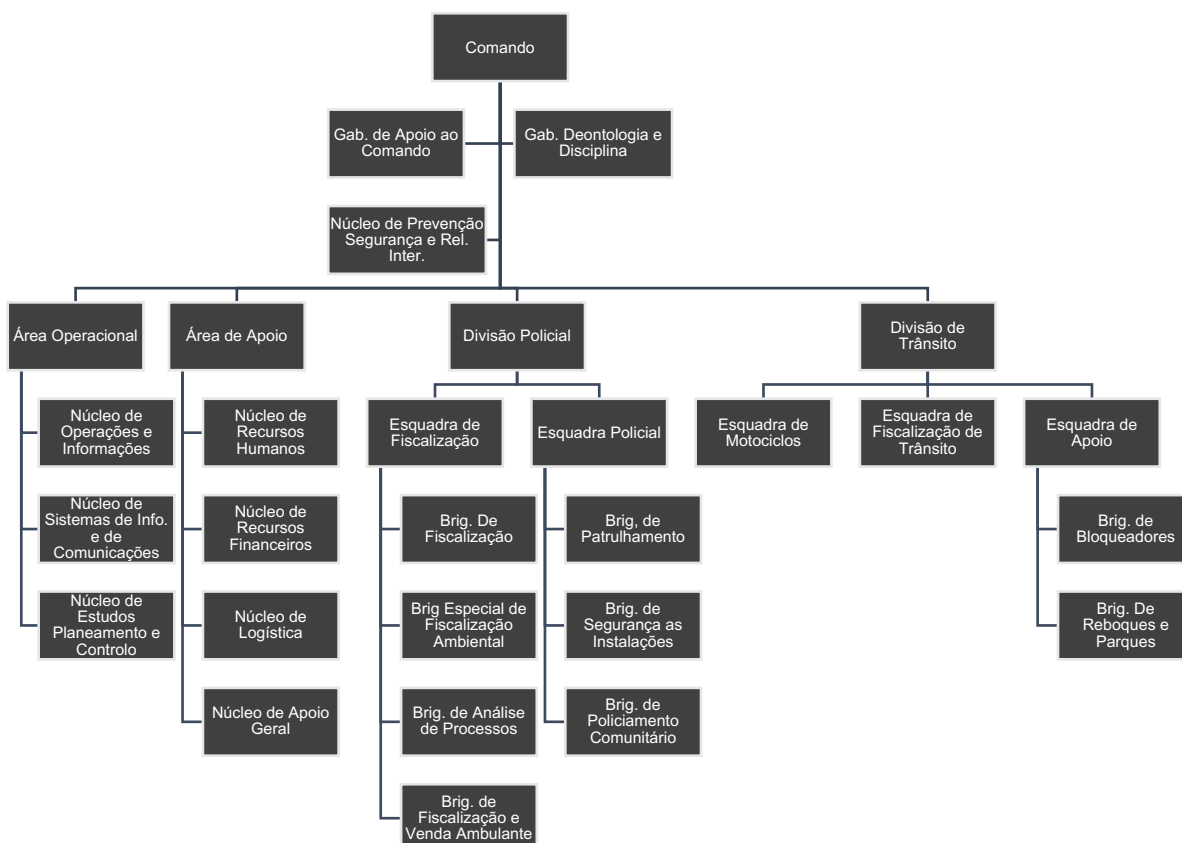 Comando
Gab. de Apoio ao
Comando
Gab. Deontologia e
Disciplina
Núcleo de Prevenção
Segurança e Rel.
Inter.
Área Operacional
Área de Apoio
Divisão Policial
Divisão de
Trânsito
Núcleo de
Operações e
Informações
Núcleo de
Sistemas de Info.
e de
Comunicações
Núcleo de
Estudos
Planeamento e
Controlo
Núcleo de
Recursos
Humanos
Núcleo de
Recursos
Financeiros
Núcleo de
Logística
Núcleo de Apoio
Geral
Esquadra de
Fiscalização
Brig. De
Fiscalização
Brig Especial de
Fiscalização
Ambiental
Brig. de Análise
de Processos
Brig. de
Fiscalização e
Venda Ambulante
Esquadra Policial
Brig, de
Patrulhamento
Brig. de
Segurança as
Instalações
Brig. de
Policiamento
Comunitário
Esquadra de
Motociclos
Esquadra de
Fiscalização de
Trânsito
Esquadra de
Apoio
Brig. de
Bloqueadores
Brig. De
Reboques e
Parques